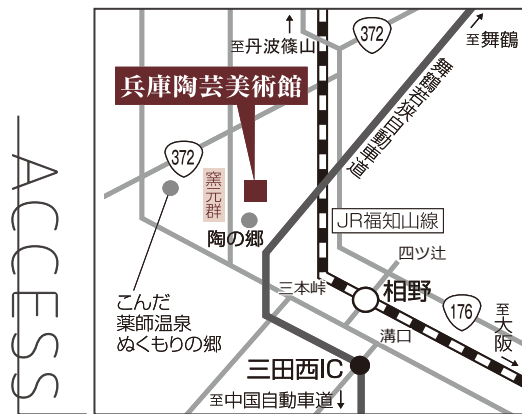 ACCESS
至丹波篠山
372
至舞鶴
兵庫陶芸美術館
舞鶴若狭自動車道
372
窯元群
陶の郷
JR福知山線
四ツ辻
三本峠
相野
こんだ
薬師温泉
ぬくもりの郷
176
至大阪
溝口
三田西IC
至中国自動車道